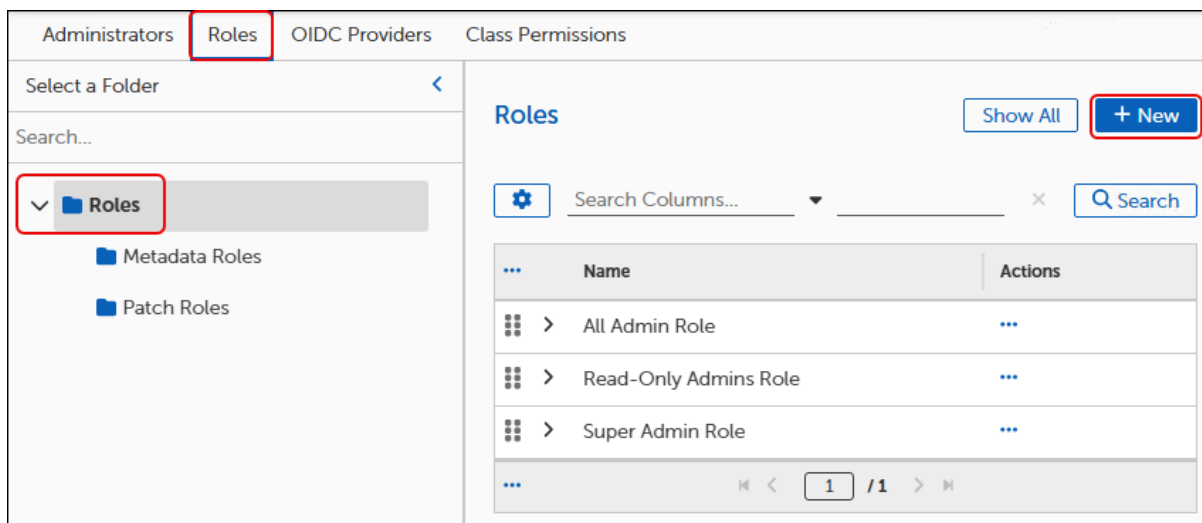 Administrators Roles OIDC Providers Class Permissions
Select a Folder
Search...
Roles
Metadata Roles
Patch Roles
Roles Show All + New
Search Columns... Search
Name Actions
All Admin Role
Read-Only Admins Role
Super Admin Role
1 / 1